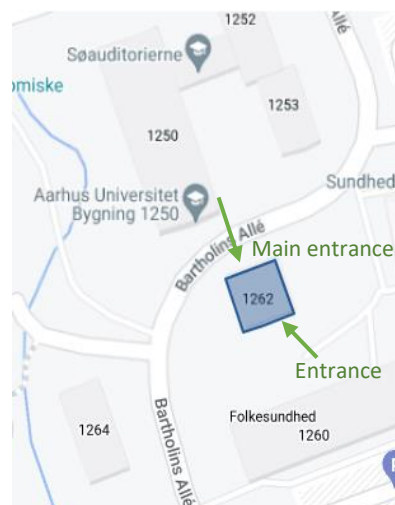 1252
Søauditorierne
omiske
1253
1250
Aarhus Universitet
Bygning 1250
Sundhed
Bartholins Allé
Main entrance
1262
Entrance
Folkesundhed
1260
1264
Bartholins Allé
P